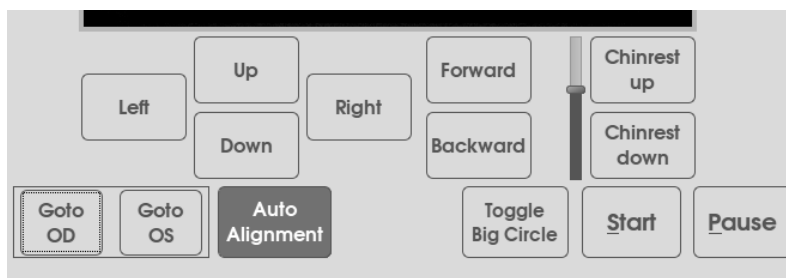 Up
Forward
Chinrest
up
Left
Right
Down
Backward
Chinrest
down
Goto
OD
Goto
OS
Auto
Alignment
Toggle
Big Circle
Start
Pause